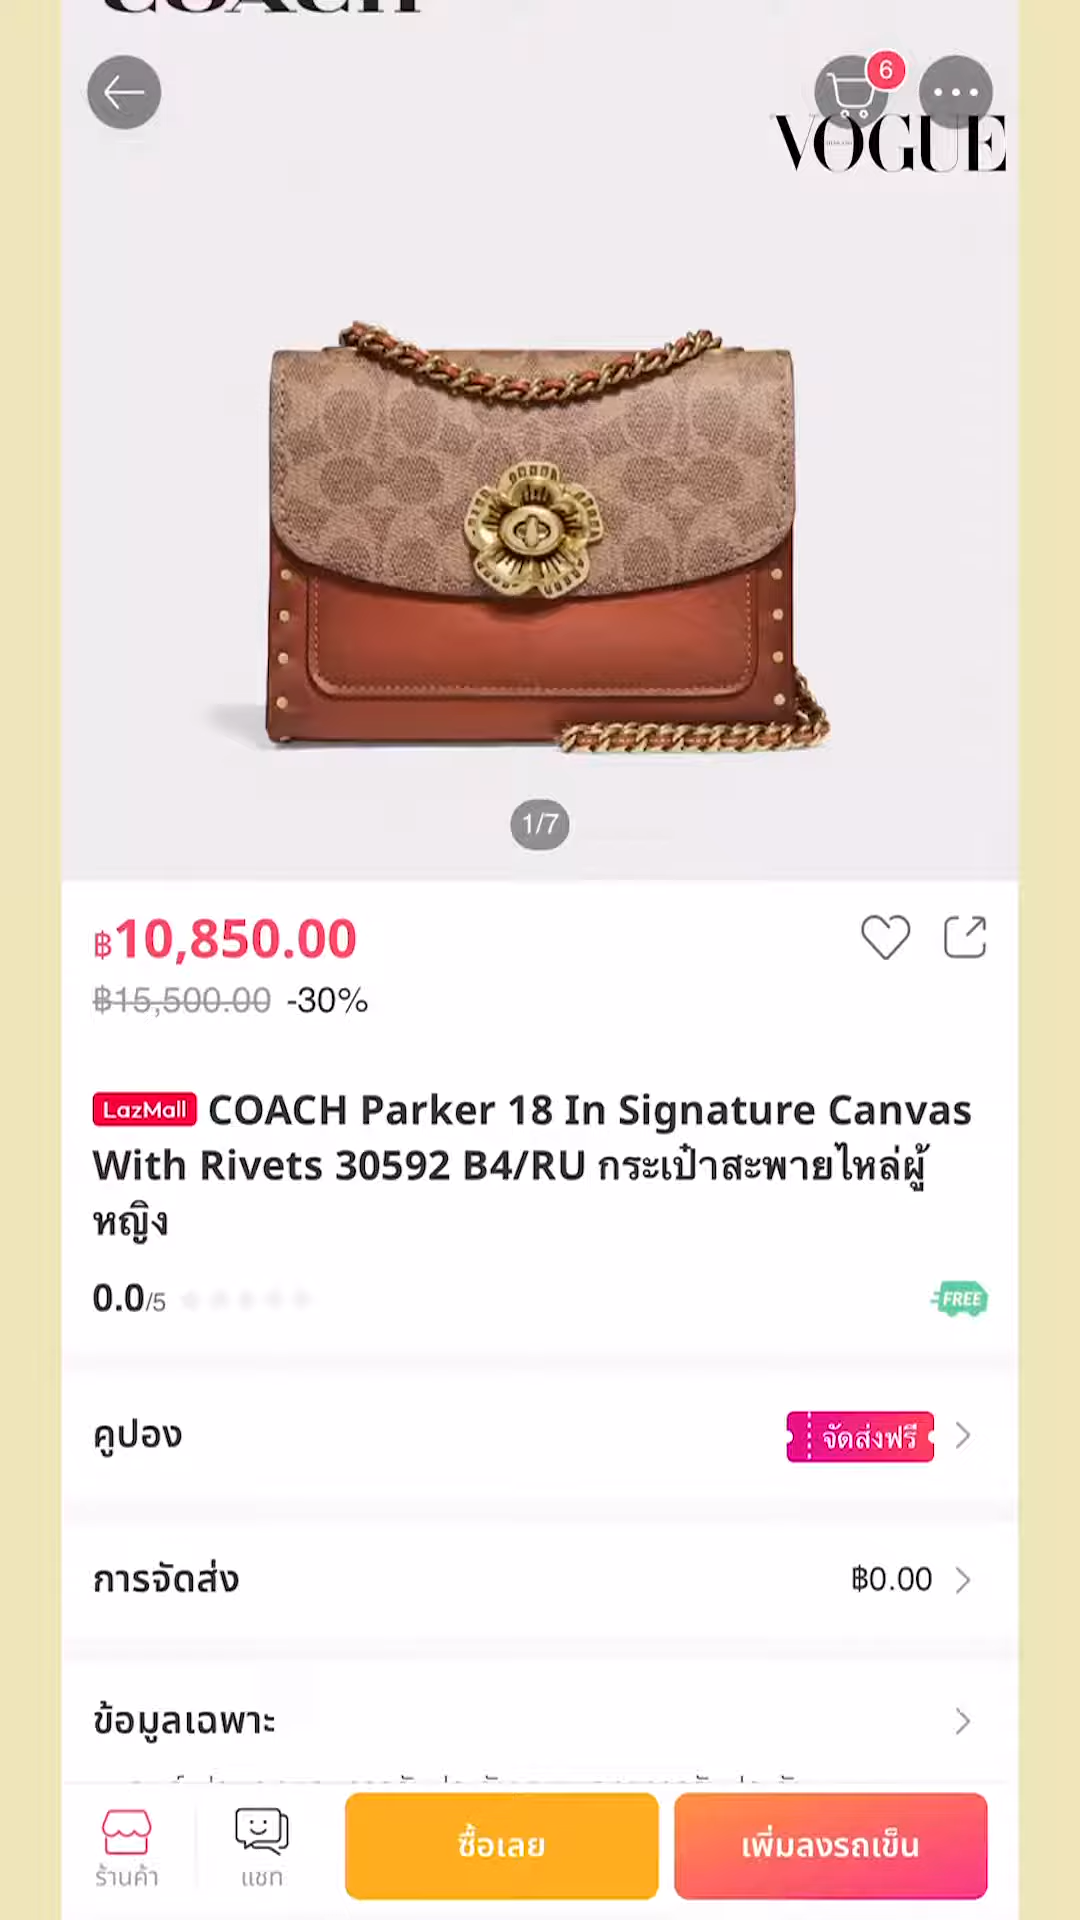 COACH
6
VOGUE
1/7
฿10,850.00
฿15,500.00 -30%
LazMall COACH Parker 18 In Signature Canvas
With Rivets 30592 B4/RU กระเป๋าสะพายไหล่ผู้
หญิง
0.0/5
FREE
คูปอง
จัดส่งฟรี
การจัดส่ง
฿0.00
ข้อมูลเฉพาะ
ร้านค้า
แชท
ซื้อเลย
เพิ่มลงรถเข็น